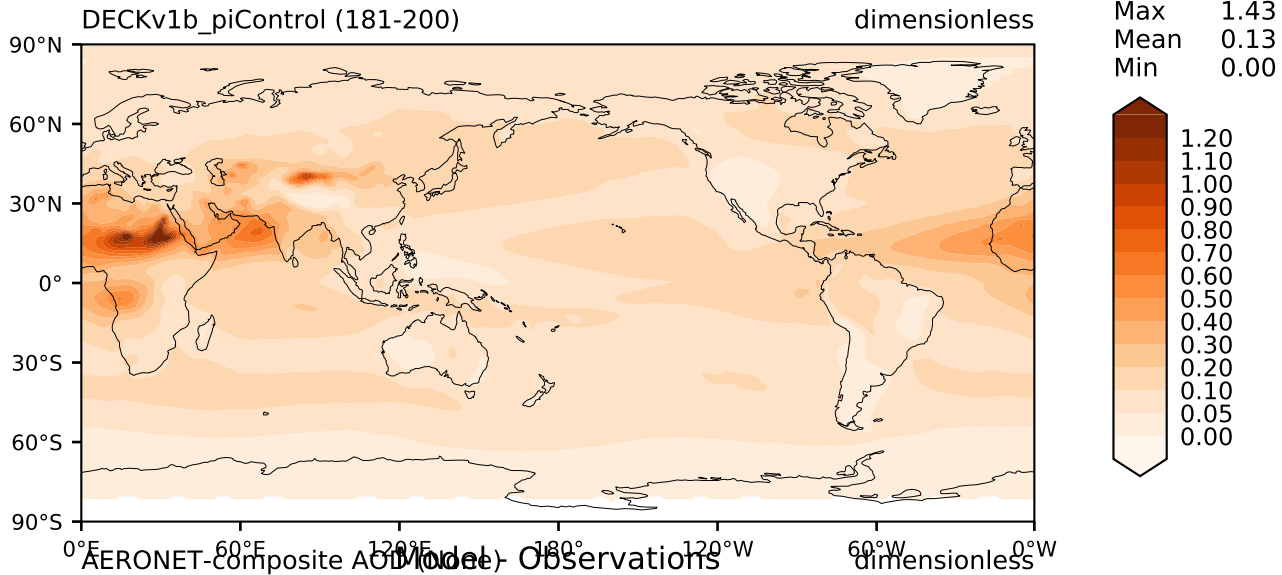 DECKv1b_piControl (181-200) dimensionless
Max 1.43
Mean 0.13
Min 0.00
90°N
60°N
30°N
0°
30°S
60°S
90°S
1.20
1.10
1.00
0.90
0.80
0.70
0.60
0.50
0.40
0.30
0.20
0.10
0.05
0.00
0°E 60°E 120°E 180° 120°W 60°W 0°W
AERONET-composite AOD (None) Model - Observations dimensionless